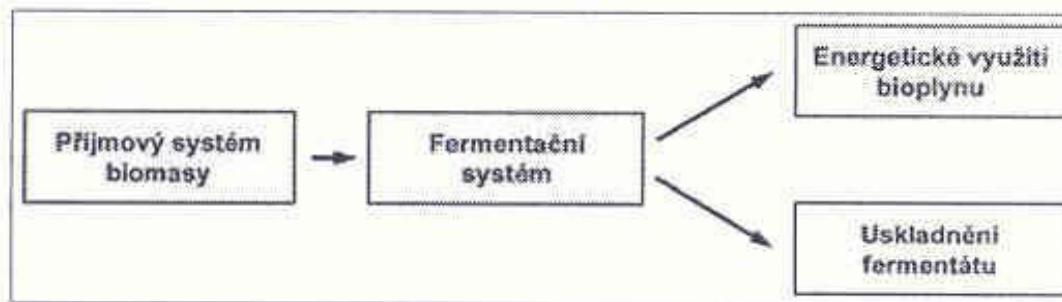 Příjmový systém
biomasy
Fermentační
systém
Energetické využití
bioplynu
Uskladnění
fermentátu